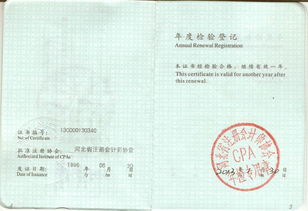 证书编号: 130000130340
No. of Certificate
批准注册协会: 河北省注册会计师协会
Authorized Institute of CPAs
发证日期: 1996 06 30
Date of Issuance
年度检验登记
Annual Renewal Registration
本证书经检验合格，继续有效一年。
This certificate is valid for another year after
this renewal.
CPA